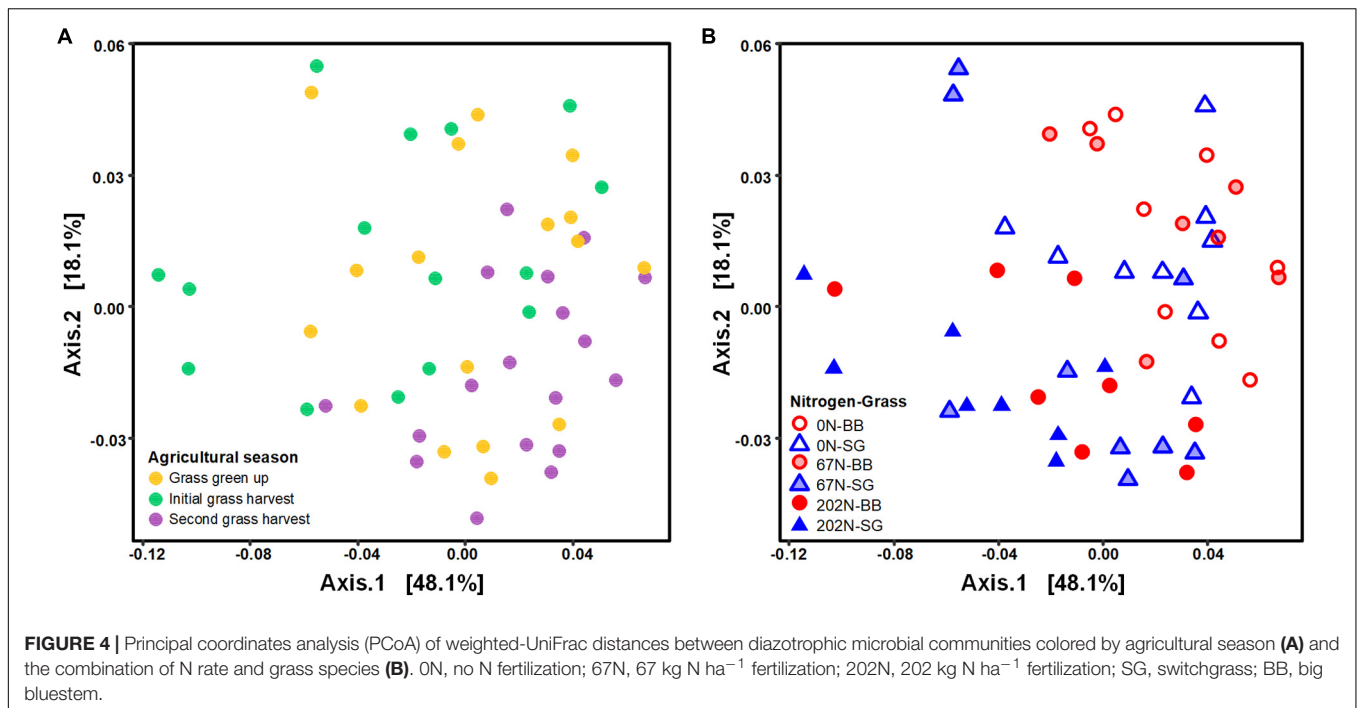 A
0.06
0.03
0.00
-0.03
Axis.2 [18.1%]
Agricultural season
Grass green up
Initial grass harvest
Second grass harvest
-0.12
-0.08
-0.04
0.00
0.04
Axis.1 [48.1%]
B
0.06
0.03
0.00
-0.03
Axis.2 [18.1%]
Nitrogen-Grass
0N-BB
0N-SG
67N-BB
67N-SG
202N-BB
202N-SG
-0.12
-0.08
-0.04
0.00
0.04
Axis.1 [48.1%]
FIGURE 4 | Principal coordinates analysis (PCoA) of weighted-UniFrac distances between diazotrophic microbial communities colored by agricultural season (A) and
the combination of N rate and grass species (B). 0N, no N fertilization; 67N, 67 kg N ha⁻¹ fertilization; 202N, 202 kg N ha⁻¹ fertilization; SG, switchgrass; BB, big
bluestem.